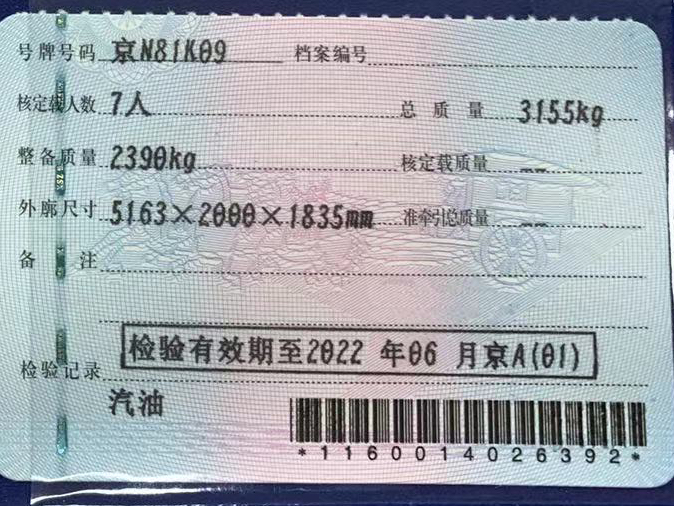 号牌号码 京N81K09 档案编号
核定载人数 7人 总质量 3155kg
整备质量 2390kg 核定载质量 --
外廓尺寸 5163×2000×1835mm 准牵引总质量 --
备注
检验有效期至2022 年06 月京A(01)
检验记录
汽油
*1160014026392*